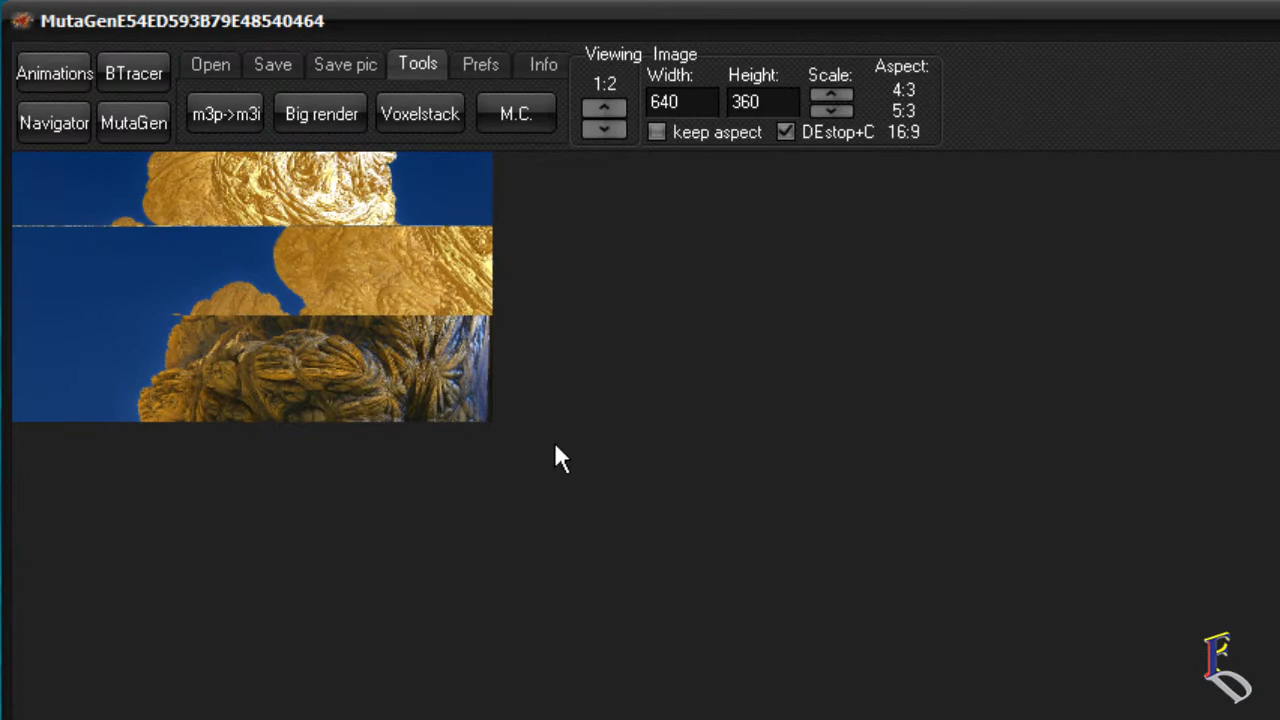 MutaGenE54ED593B79E48540464
Animations BTracer Open Save Save pic Tools Prefs Info
Navigator MutaGen m3p->m3i Big render Voxelstack M.C.
Viewing
1:2
Image
Width: Height: Scale: Aspect:
640 360
keep aspect DEstop+C
4:3
5:3
16:9